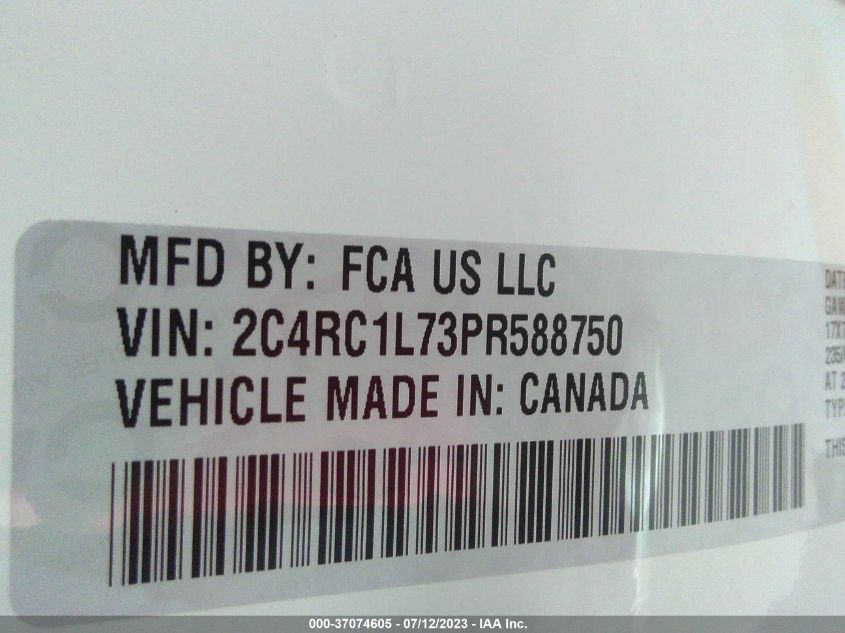 MFD BY: FCA US LLC
VIN: 2C4RC1L73PR588750
VEHICLE MADE IN: CANADA
000-37074605 - 07/12/2023 - IAA Inc.